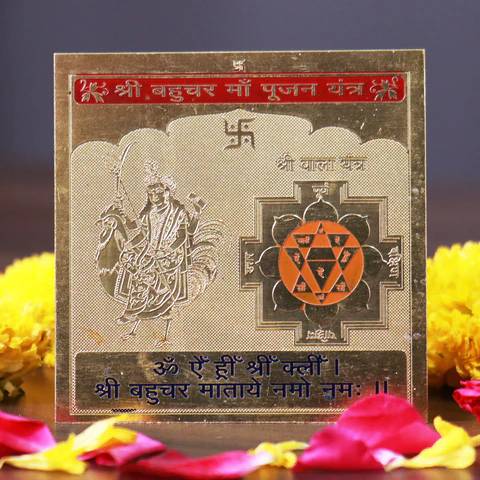 श्री बहुचर माँ पूजन यंत्र
श्री बाला यंत्र
ॐ ऐं ह्रीं श्रीं क्लीं ।
श्री बहुचर माताये नमो नमः ।।